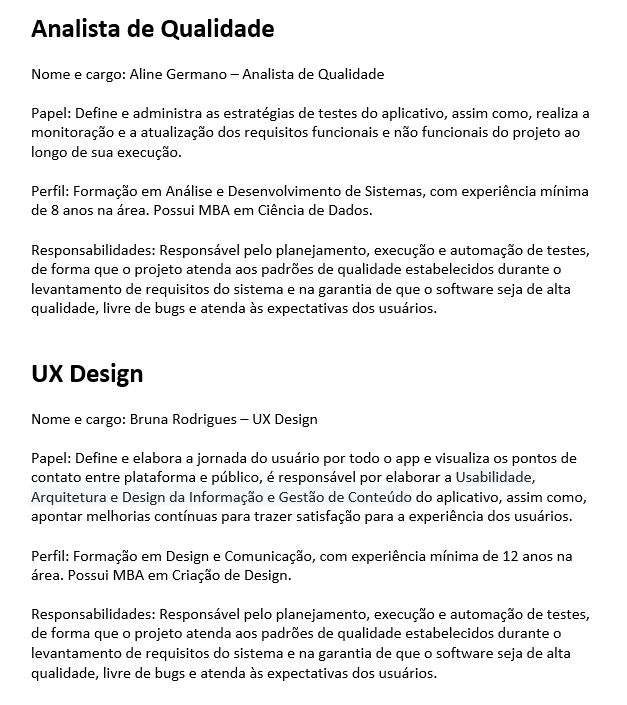 Analista de Qualidade
Nome e cargo: Aline Germano – Analista de Qualidade
Papel: Define e administra as estratégias de testes do aplicativo, assim como, realiza a
monitoração e a atualização dos requisitos funcionais e não funcionais do projeto ao
longo de sua execução.
Perfil: Formação em Análise e Desenvolvimento de Sistemas, com experiência mínima
de 8 anos na área. Possui MBA em Ciência de Dados.
Responsabilidades: Responsável pelo planejamento, execução e automação de testes,
de forma que o projeto atenda aos padrões de qualidade estabelecidos durante o
levantamento de requisitos do sistema e na garantia de que o software seja de alta
qualidade, livre de bugs e atenda às expectativas dos usuários.
UX Design
Nome e cargo: Bruna Rodrigues – UX Design
Papel: Define e elabora a jornada do usuário por todo o app e visualiza os pontos de
contato entre plataforma e público, é responsável por elaborar a Usabilidade,
Arquitetura e Design da Informação e Gestão de Conteúdo do aplicativo, assim como,
apontar melhorias contínuas para trazer satisfação para a experiência dos usuários.
Perfil: Formação em Design e Comunicação, com experiência mínima de 12 anos na
área. Possui MBA em Criação de Design.
Responsabilidades: Responsável pelo planejamento, execução e automação de testes,
de forma que o projeto atenda aos padrões de qualidade estabelecidos durante o
levantamento de requisitos do sistema e na garantia de que o software seja de alta
qualidade, livre de bugs e atenda às expectativas dos usuários.